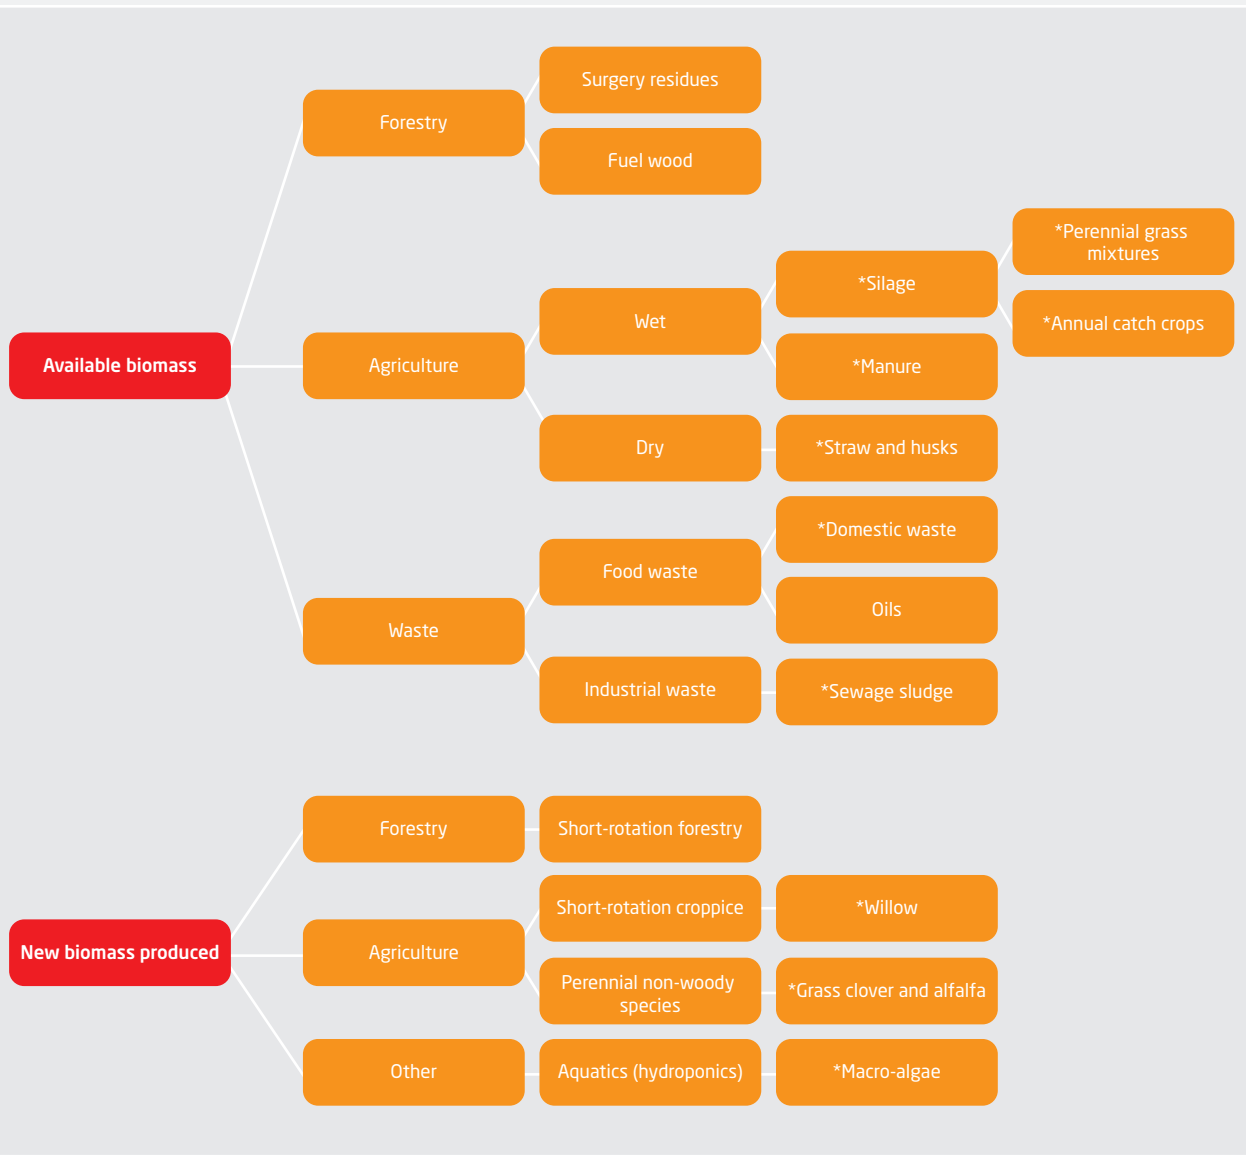 Surgery residues
Forestry
Fuel wood
*Perennial grass
mixtures
*Silage
*Annual catch crops
Wet
Available biomass
Agriculture
*Manure
Dry
*Straw and husks
*Domestic waste
Food waste
Oils
Waste
Industrial waste
*Sewage sludge
Forestry
Short-rotation forestry
Short-rotation croppice
*Willow
New biomass produced
Agriculture
Perennial non-woody
species
*Grass clover and alfalfa
Other
Aquatics (hydroponics)
*Macro-algae